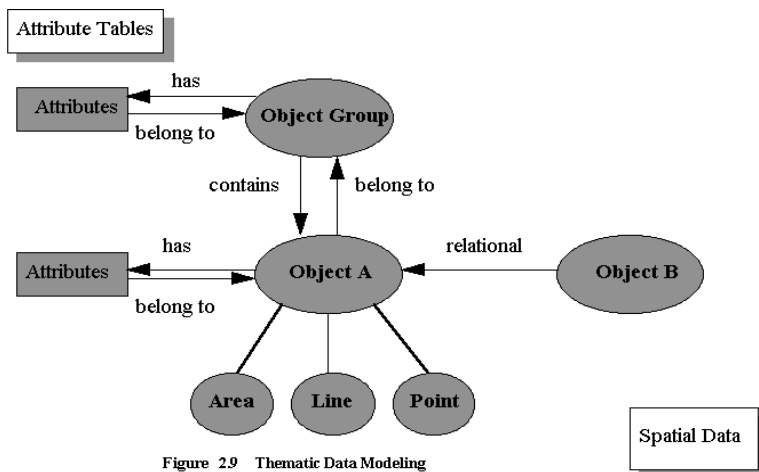 Attribute Tables
has
Attributes
Object Group
belong to
contains
belong to
has
relational
Attributes
Object A
Object B
belong to
Area
Line
Point
Spatial Data
Figure 2.9 Thematic Data Modeling